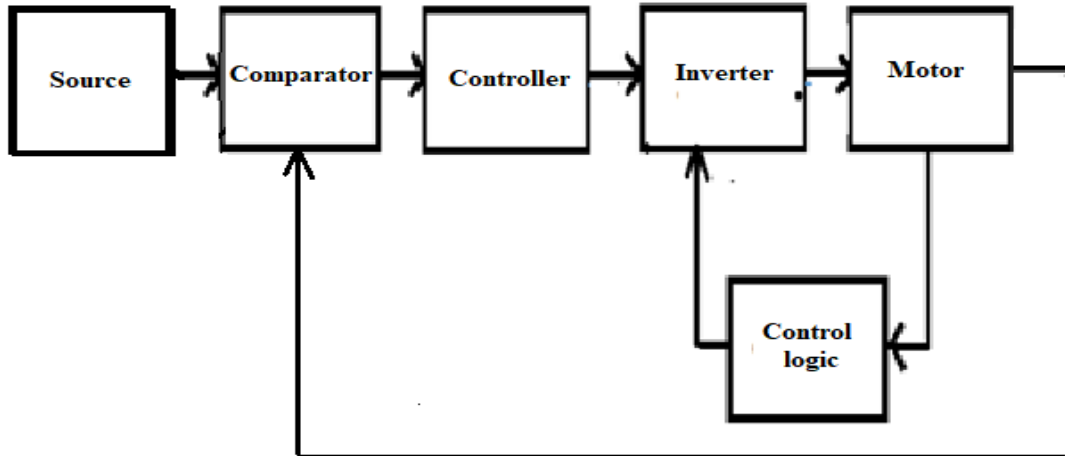 Source
Comparator
Controller
Inverter
Motor
Control
logic